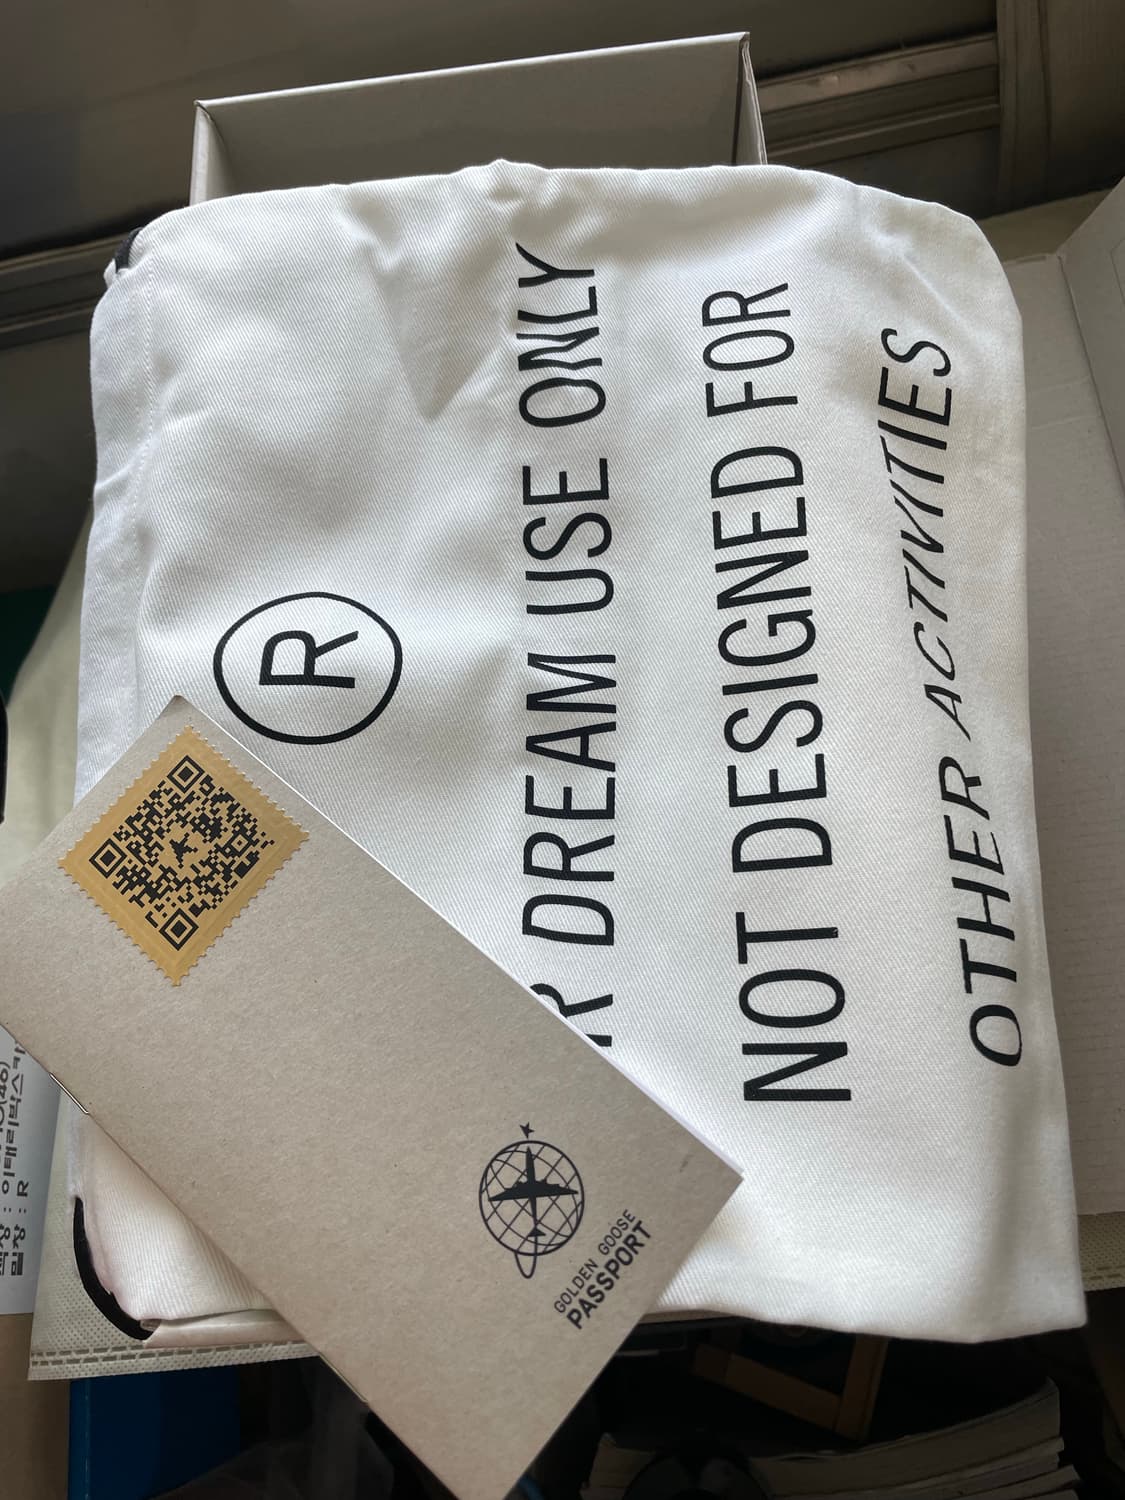 ®
R DREAM USE ONLY
NOT DESIGNED FOR
OTHER ACTIVITIES
GOLDEN GOOSE
PASSPORT